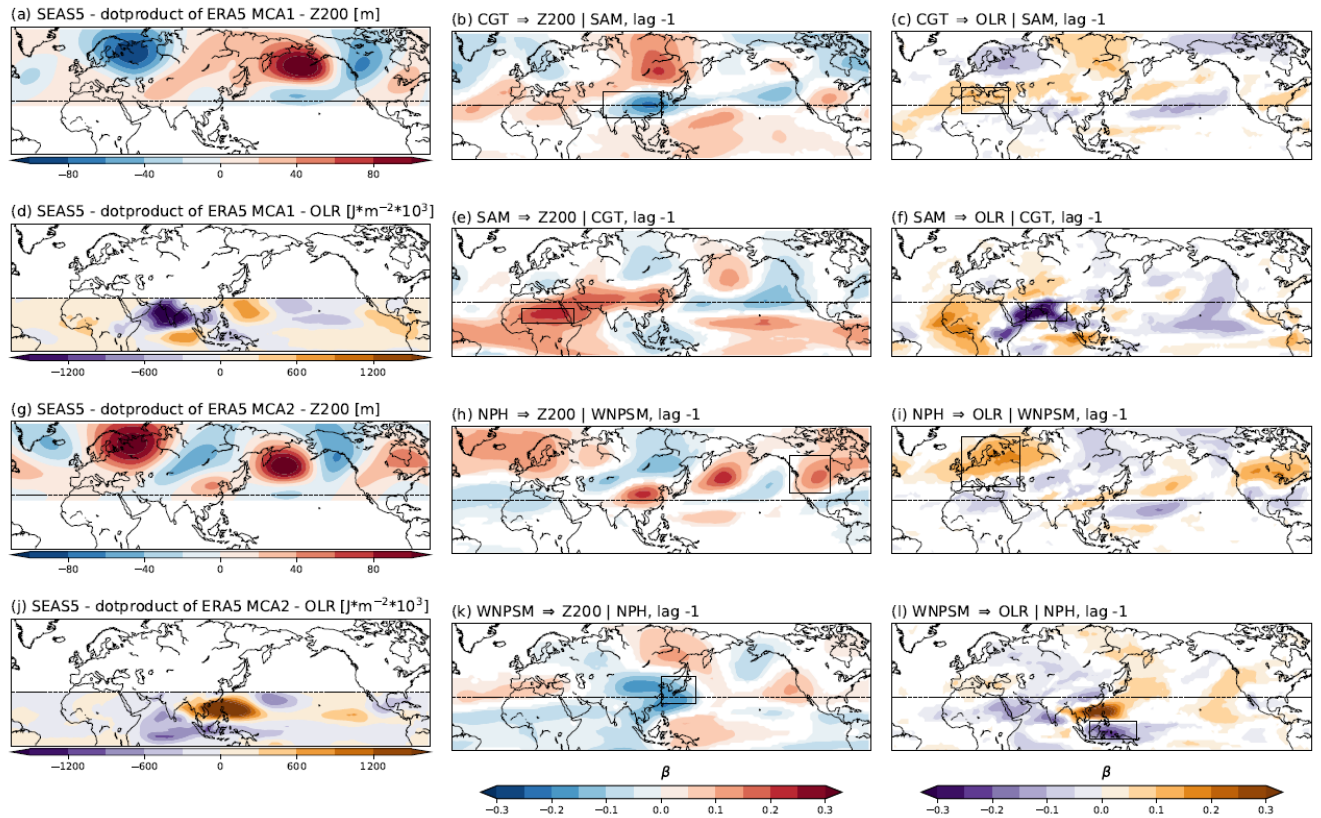 (a) SEAS5 - dotproduct of ERA5 MCA1 - Z200 [m]
(b) CGT ⇒ Z200 | SAM, lag -1
(c) CGT ⇒ OLR | SAM, lag -1
−80 −40 0 40 80
(d) SEAS5 - dotproduct of ERA5 MCA1 - OLR [J*m⁻²*10³]
(e) SAM ⇒ Z200 | CGT, lag -1
(f) SAM ⇒ OLR | CGT, lag -1
−1200 −600 0 600 1200
(g) SEAS5 - dotproduct of ERA5 MCA2 - Z200 [m]
(h) NPH ⇒ Z200 | WNPSM, lag -1
(i) NPH ⇒ OLR | WNPSM, lag -1
−80 −40 0 40 80
(j) SEAS5 - dotproduct of ERA5 MCA2 - OLR [J*m⁻²*10³]
(k) WNPSM ⇒ Z200 | NPH, lag -1
(l) WNPSM ⇒ OLR | NPH, lag -1
−1200 −600 0 600 1200
β
−0.3 −0.2 −0.1 0.0 0.1 0.2 0.3
β
−0.3 −0.2 −0.1 0.0 0.1 0.2 0.3